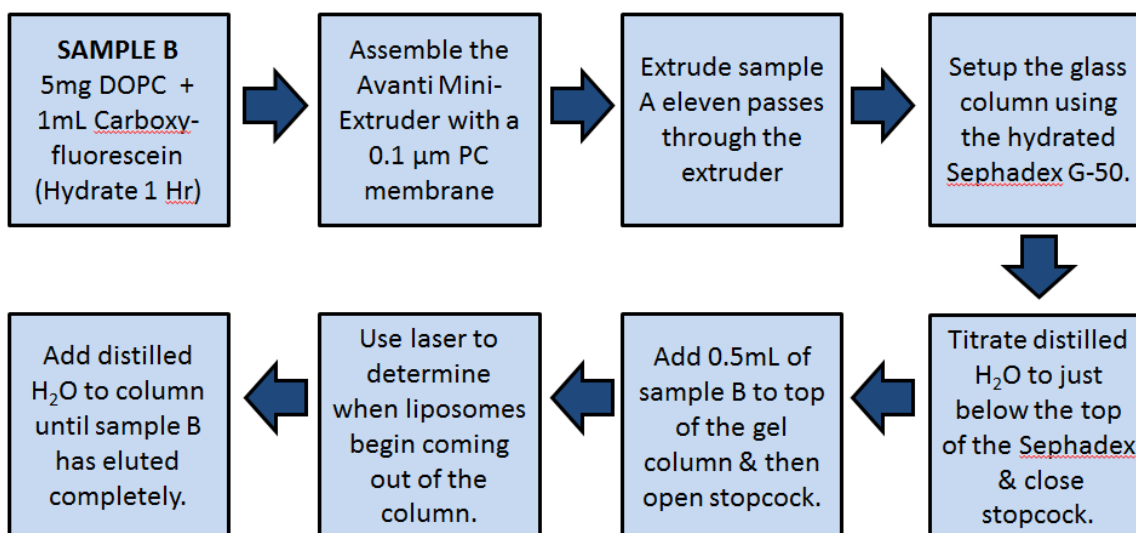 SAMPLE B
5mg DOPC +
1mL Carboxy-
fluorescein
(Hydrate 1 Hr)
Assemble the
Avanti Mini-
Extruder with a
0.1 µm PC
membrane
Extrude sample
A eleven passes
through the
extruder
Setup the glass
column using
the hydrated
Sephadex G-50.
Titrate distilled
H₂O to just
below the top
of the Sephadex
& close
stopcock.
Add 0.5mL of
sample B to top
of the gel
column & then
open stopcock.
Use laser to
determine
when liposomes
begin coming
out of the
column.
Add distilled
H₂O to column
until sample B
has eluted
completely.